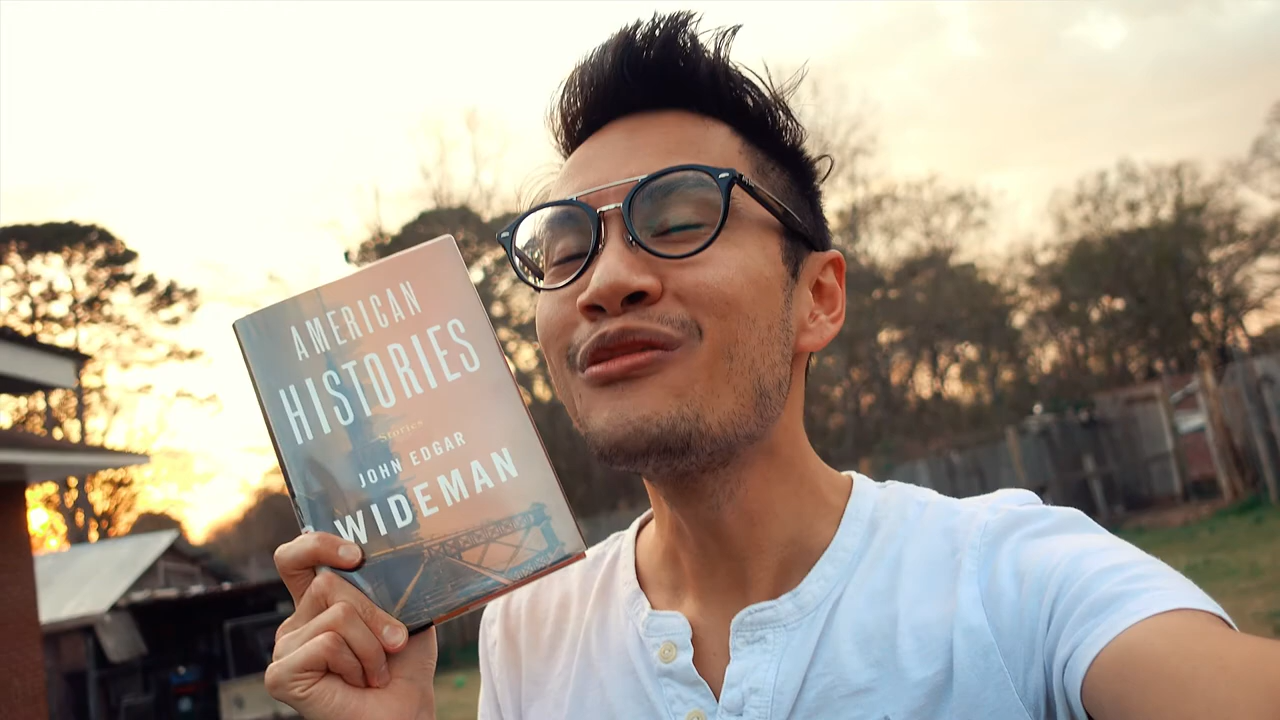 AMERICAN
HISTORIES
Stories
JOHN EDGAR
WIDEMAN